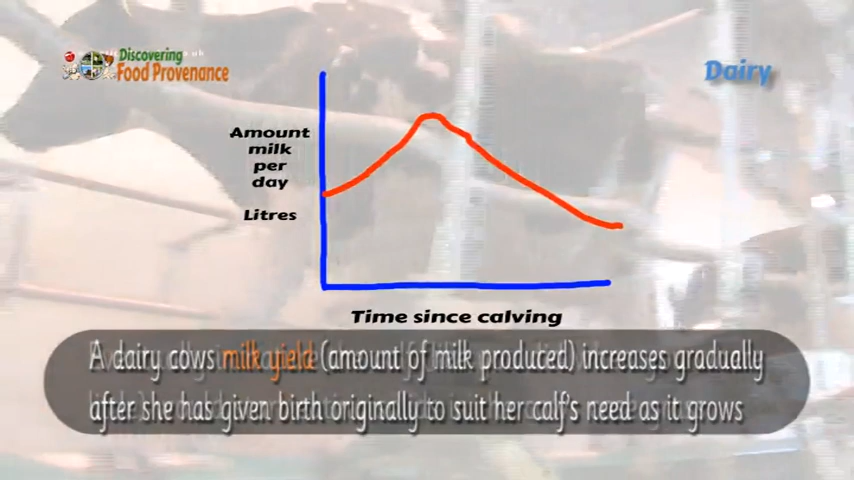 Discovering
Food Provenance
Dairy
Amount
milk
per
day
Litres
Time since calving
A dairy cows milk yield (amount of milk produced) increases gradually
after she has given birth originally to suit her calf's need as it grows